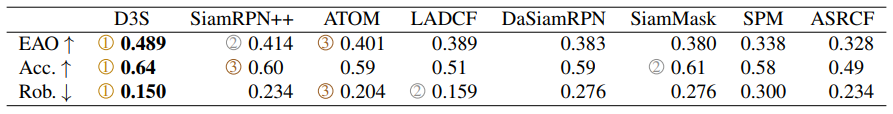 D3S SiamRPN++ ATOM LADCF DaSiamRPN SiamMask SPM ASRCF
EAO ↑ ① 0.489 ② 0.414 ③ 0.401 0.389 0.383 0.380 0.338 0.328
Acc. ↑ ① 0.64 ③ 0.60 0.59 0.51 0.59 ② 0.61 0.58 0.49
Rob. ↓ ① 0.150 0.234 ③ 0.204 ② 0.159 0.276 0.276 0.300 0.234